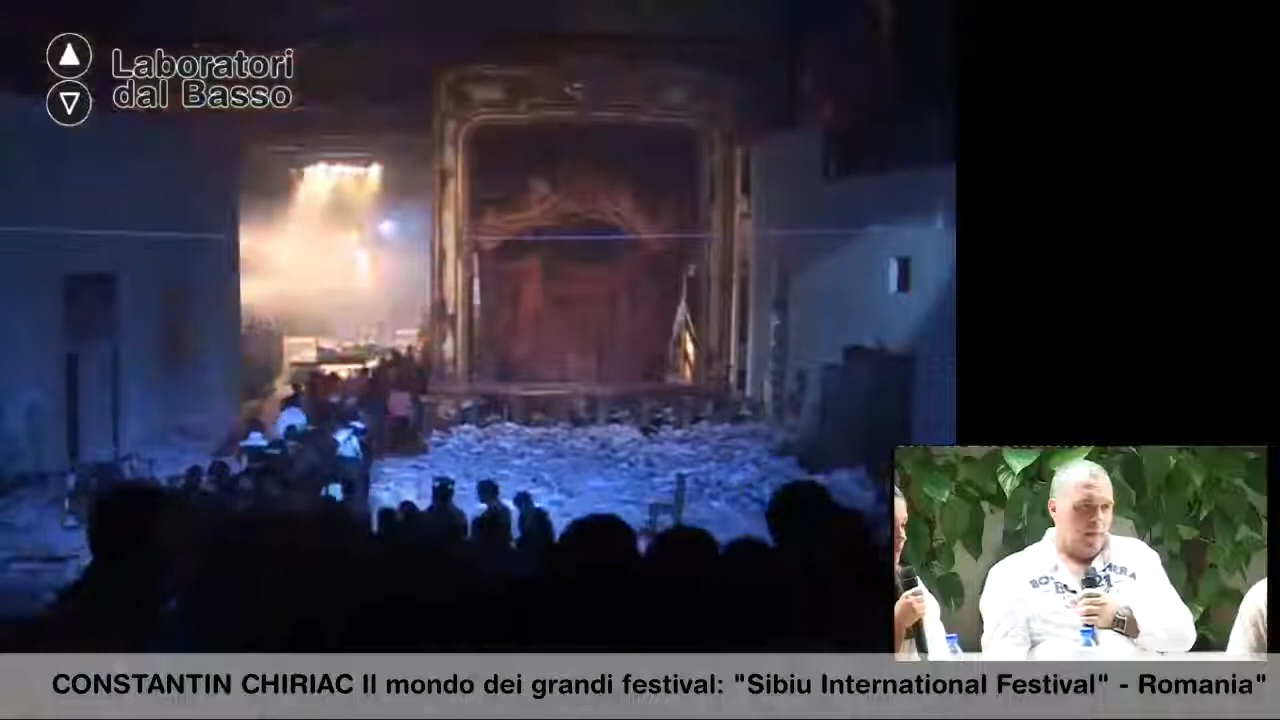 Laboratori
dal Basso
CONSTANTIN CHIRIAC Il mondo dei grandi festival: "Sibiu International Festival" - Romania"